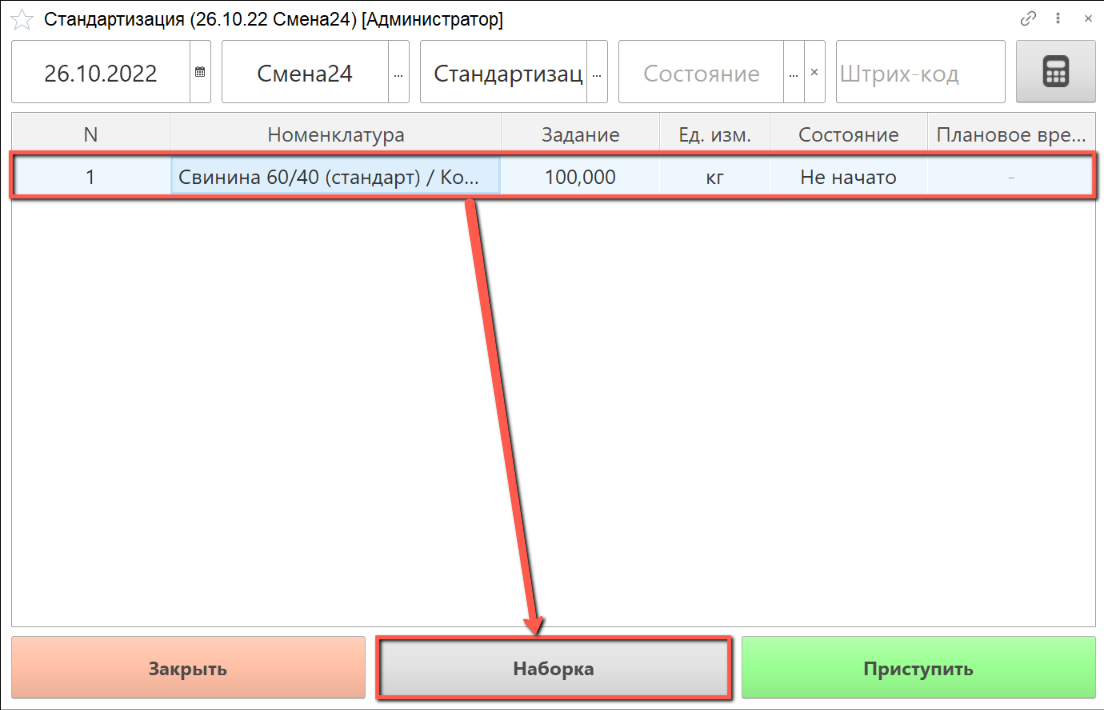 Стандартизация (26.10.22 Смена24) [Администратор]
26.10.2022 Смена24 ... Стандартизац ... Состояние ... × Штрих-код
N Номенклатура Задание Ед. изм. Состояние Плановое вре...
1 Свинина 60/40 (стандарт) / Ко... 100,000 кг Не начато -
Закрыть Наборка Приступить